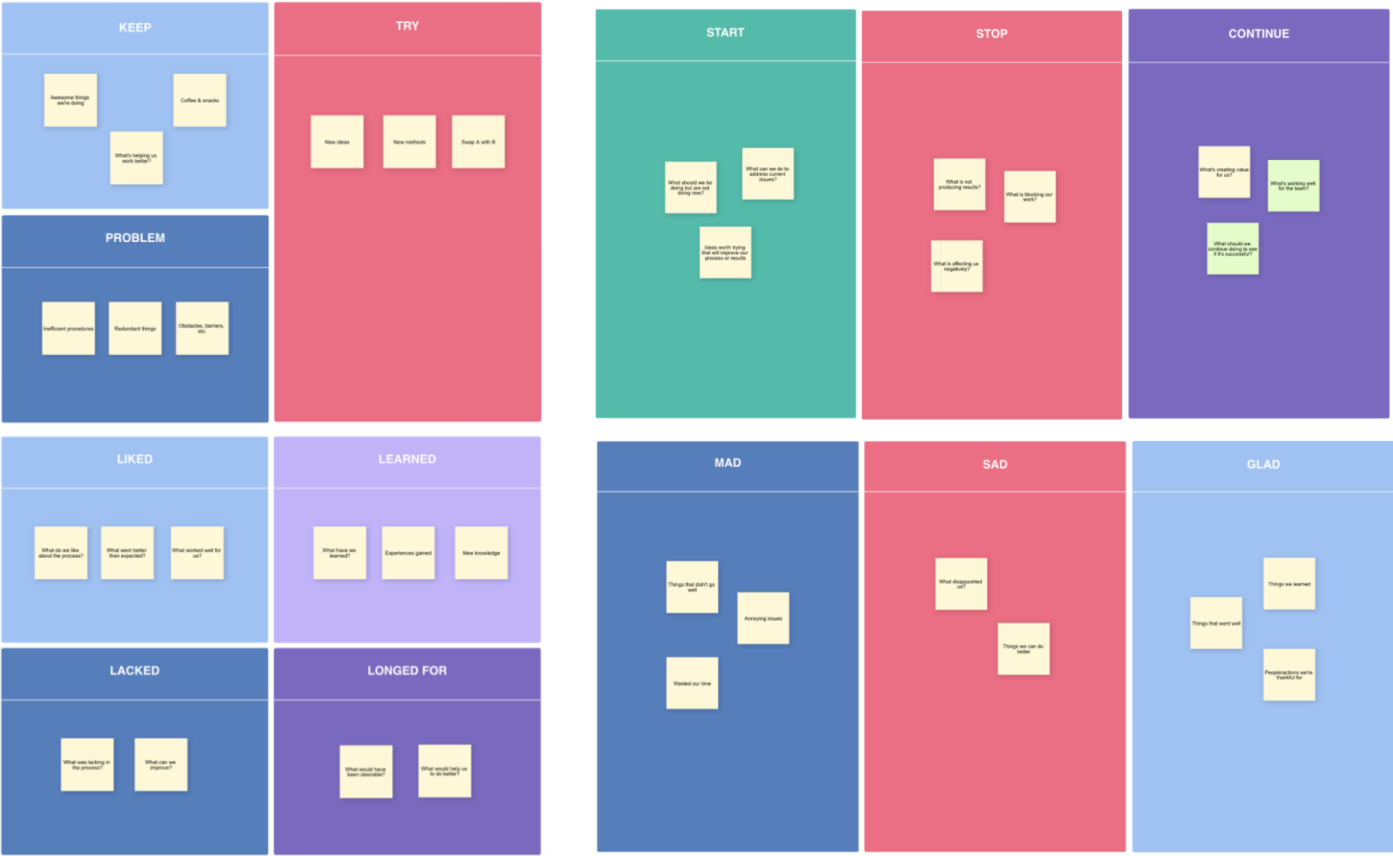 KEEP
Awesome things
we're doing
Coffee & snacks
What's helping us
work better?
TRY
New ideas
New methods
Swap A with B
PROBLEM
Inefficient procedures
Redundant things
Obstacles, barriers,
etc.
START
What should we be
doing but are not
doing now?
What can we do to
address current
issues?
Ideas worth trying
that will improve our
process or results
STOP
What is not
producing results?
What is blocking our
work?
What is affecting us
negatively?
CONTINUE
What's creating value
for us?
What's working well
for the team?
What should we
continue doing to see
if it's successful?
LIKED
What do we like
about the process?
What went better
than expected?
What worked well for
us?
LEARNED
What have we
learned?
Experiences gained
New knowledge
LACKED
What was lacking in
the process?
What can we
improve?
LONGED FOR
What would have
been desirable?
What would help us
to do better?
MAD
Things that didn't go
well
Annoying issues
Wasted our time
SAD
What disappointed
us?
Things we can do
better
GLAD
Things we learned
Things that went well
People/actions we're
thankful for